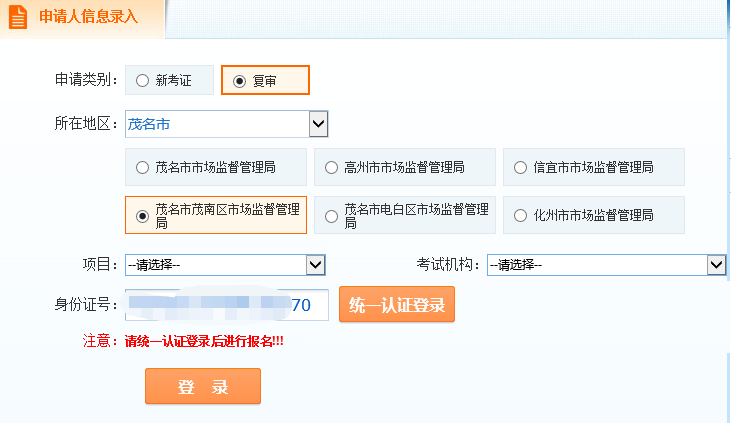 申请人信息录入
申请类别： 新考证 复审
所在地区： 茂名市
茂名市市场监督管理局 高州市市场监督管理局 信宜市市场监督管理局
茂名市茂南区市场监督管理局 茂名市电白区市场监督管理局 化州市市场监督管理局
项目： --请选择-- 考试机构： --请选择--
身份证号： 70 统一认证登录
注意： 请统一认证登录后进行报名!!!
登 录